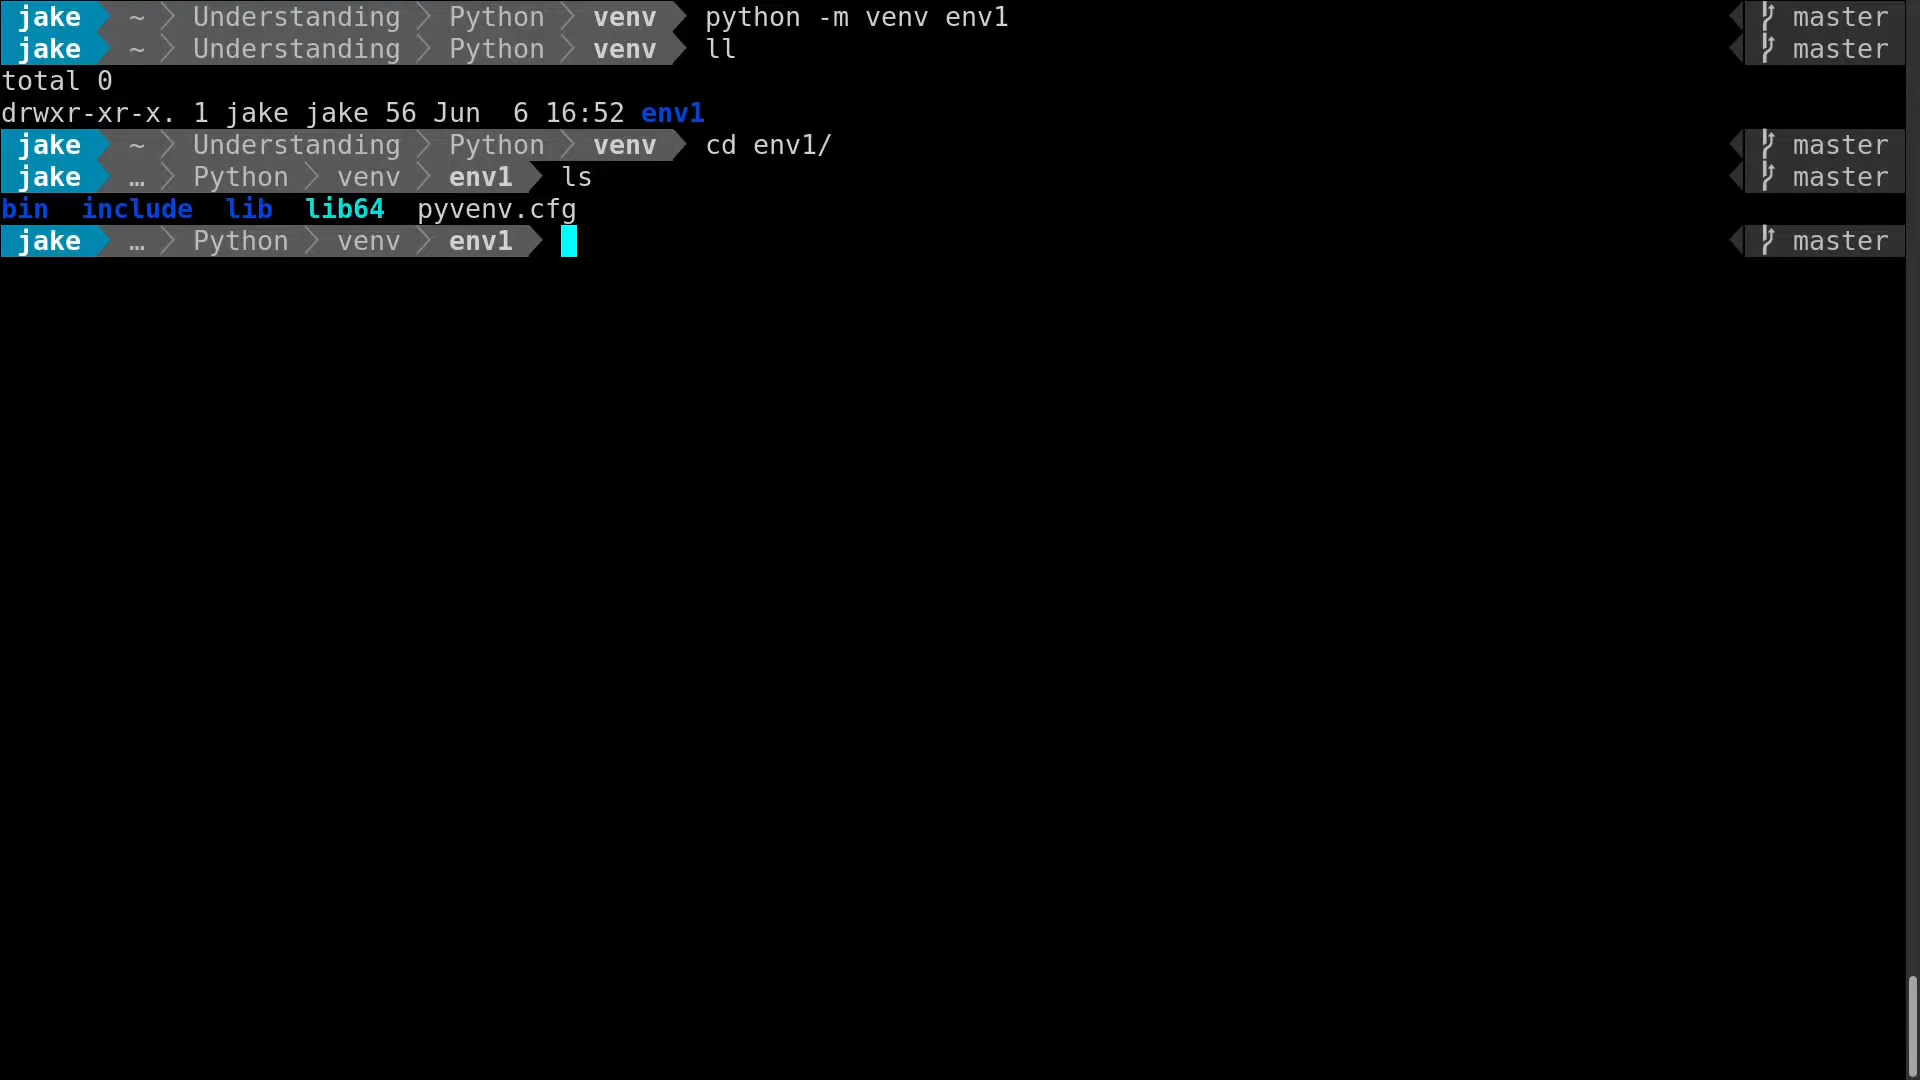 jake ~ Understanding Python venv python -m venv env1 master
jake ~ Understanding Python venv ll master
total 0
drwxr-xr-x. 1 jake jake 56 Jun  6 16:52 env1
jake ~ Understanding Python venv cd env1/ master
jake … Python venv env1 ls master
bin  include  lib  lib64  pyvenv.cfg
jake … Python venv env1 master